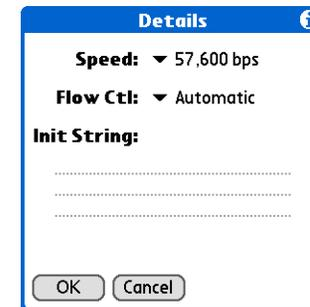 Details
Speed: 57,600 bps
Flow Ctl: Automatic
Init String:
OK Cancel